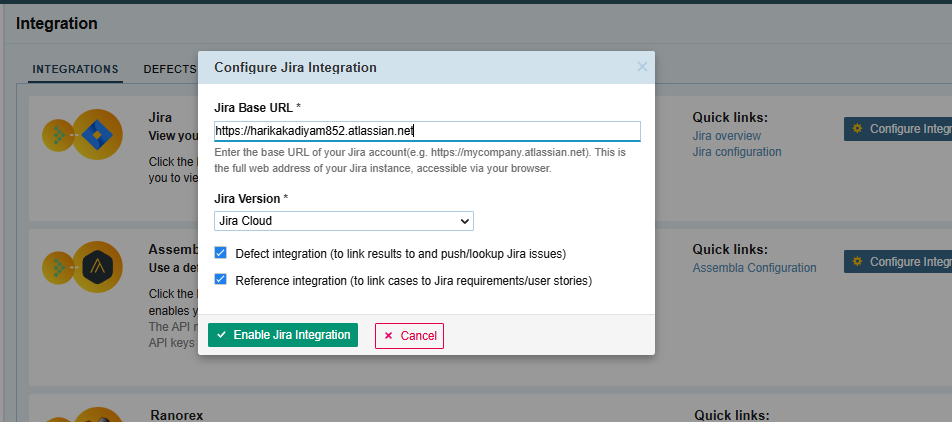 Integration
INTEGRATIONS
DEFECTS
Configure Jira Integration
Jira Base URL *
https://harikakadiyam852.atlassian.net
Enter the base URL of your Jira account(e.g. https://mycompany.atlassian.net). This is
the full web address of your Jira instance, accessible via your browser.
Jira Version *
Jira Cloud
Defect integration (to link results to and push/lookup Jira issues)
Reference integration (to link cases to Jira requirements/user stories)
Enable Jira Integration
Cancel
Jira
View you
Click the
you to vie
Quick links:
Jira overview
Jira configuration
Configure Integr
Assemb
Use a def
Click the
enables y
The API
API keys
Quick links:
Assembla Configuration
Configure Integr
Ranorex
Quick links: